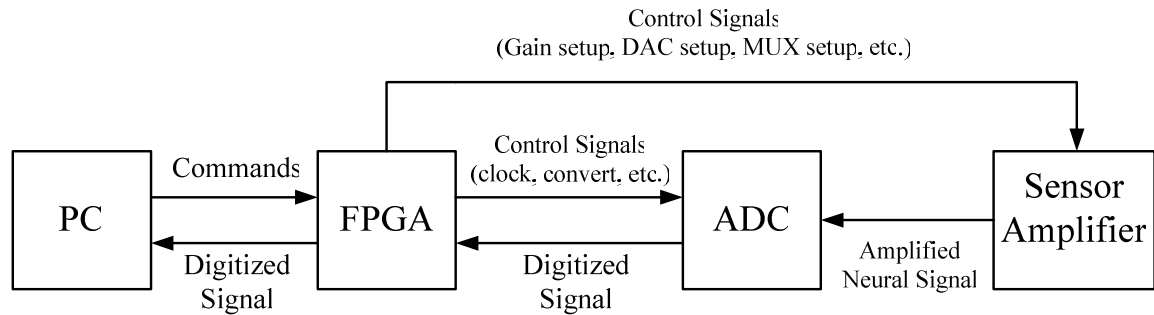 Control Signals
(Gain setup, DAC setup, MUX setup, etc.)
PC
Commands
Digitized
Signal
FPGA
Control Signals
(clock, convert, etc.)
Digitized
Signal
ADC
Amplified
Neural Signal
Sensor
Amplifier